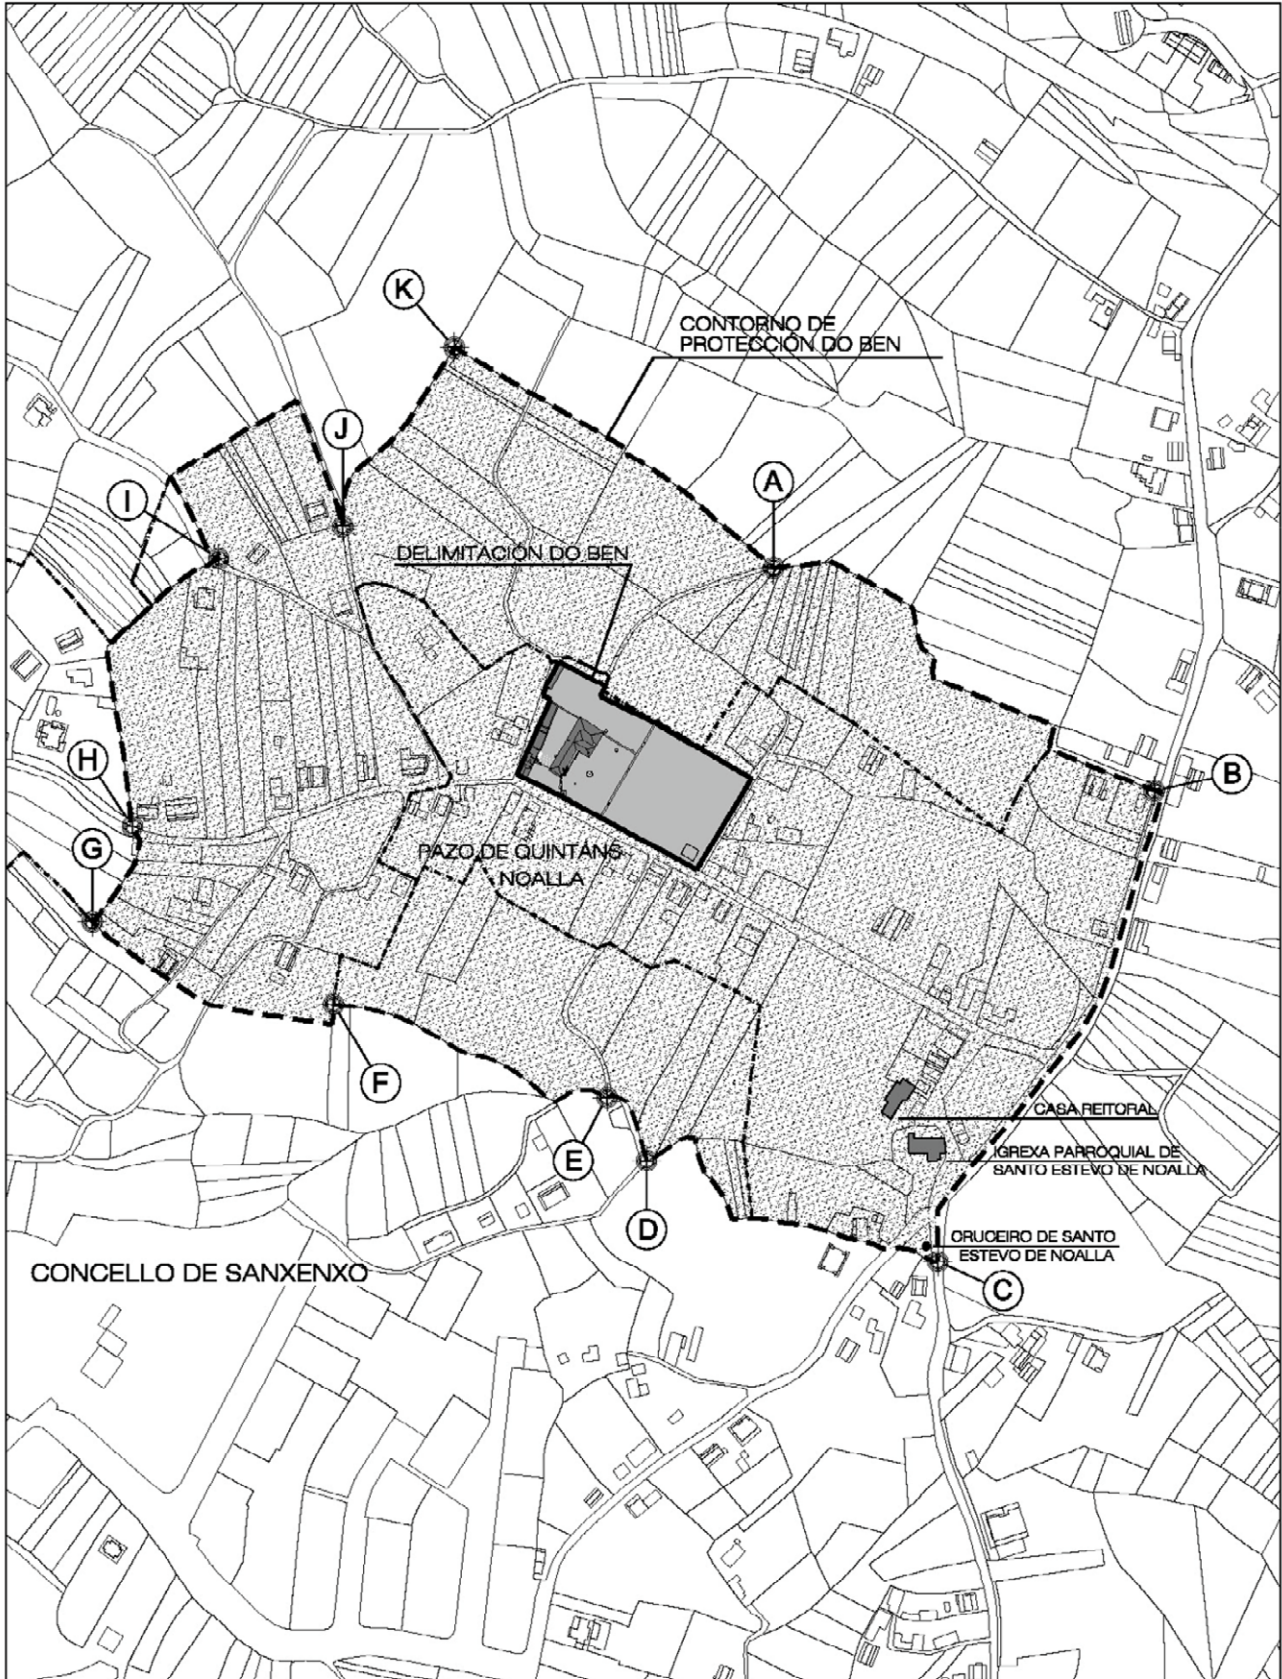 K
CONTORNO DE
PROTECCIÓN DO BEN
J
A
I
DELIMITACIÓN DO BEN
H
B
G
PAZO DE QUINTÁNS
NOALLA
F
CASA REITORAL
E
IGREXA PARROQUIAL DE
SANTO ESTEVO DE NOALLA
D
CRUCEIRO DE SANTO
ESTEVO DE NOALLA
CONCELLO DE SANXENXO
C